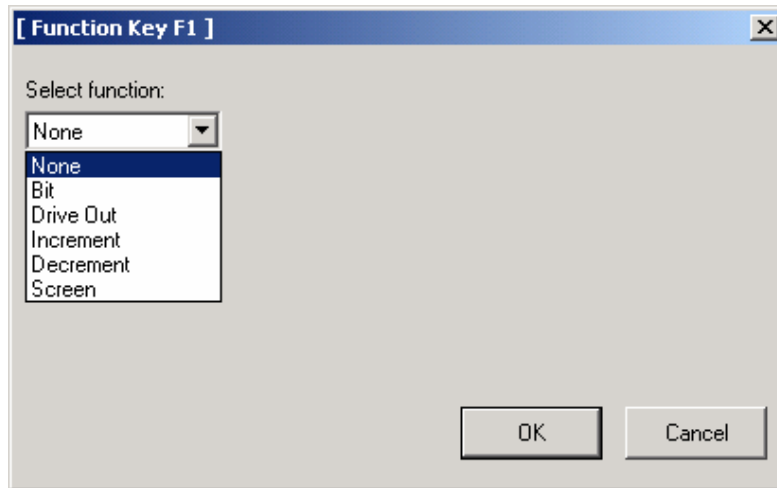 [ Function Key F1 ]
Select function:
None
None
Bit
Drive Out
Increment
Decrement
Screen
OK
Cancel